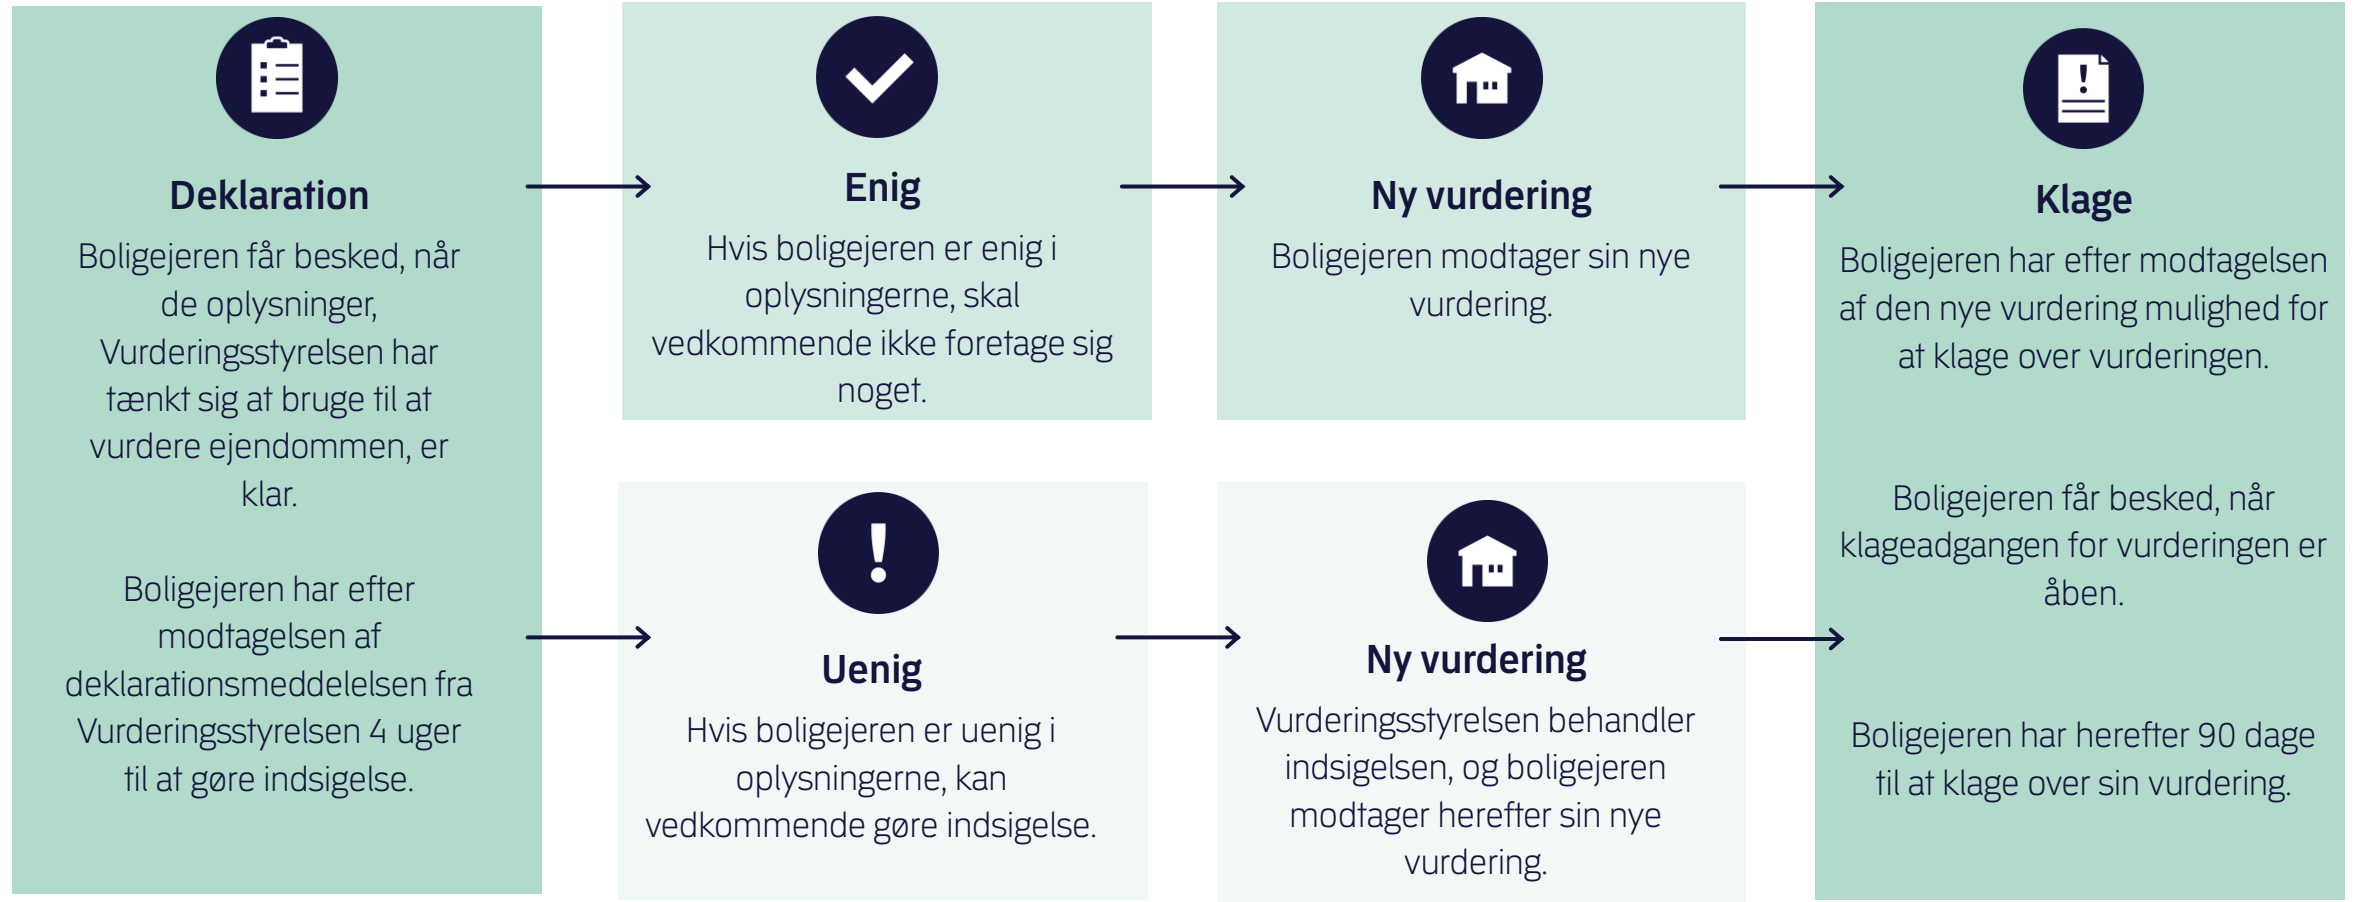 Deklaration
Boligejeren får besked, når
de oplysninger,
Vurderingsstyrelsen har
tænkt sig at bruge til at
vurdere ejendommen, er
klar.
Boligejeren har efter
modtagelsen af
deklarationsmeddelelsen fra
Vurderingsstyrelsen 4 uger
til at gøre indsigelse.
Enig
Hvis boligejeren er enig i
oplysningerne, skal
vedkommende ikke foretage sig
noget.
Ny vurdering
Boligejeren modtager sin nye
vurdering.
Uenig
Hvis boligejeren er uenig i
oplysningerne, kan
vedkommende gøre indsigelse.
Ny vurdering
Vurderingsstyrelsen behandler
indsigelsen, og boligejeren
modtager herefter sin nye
vurdering.
Klage
Boligejeren har efter modtagelsen
af den nye vurdering mulighed for
at klage over vurderingen.
Boligejeren får besked, når
klageadgangen for vurderingen er
åben.
Boligejeren har herefter 90 dage
til at klage over sin vurdering.